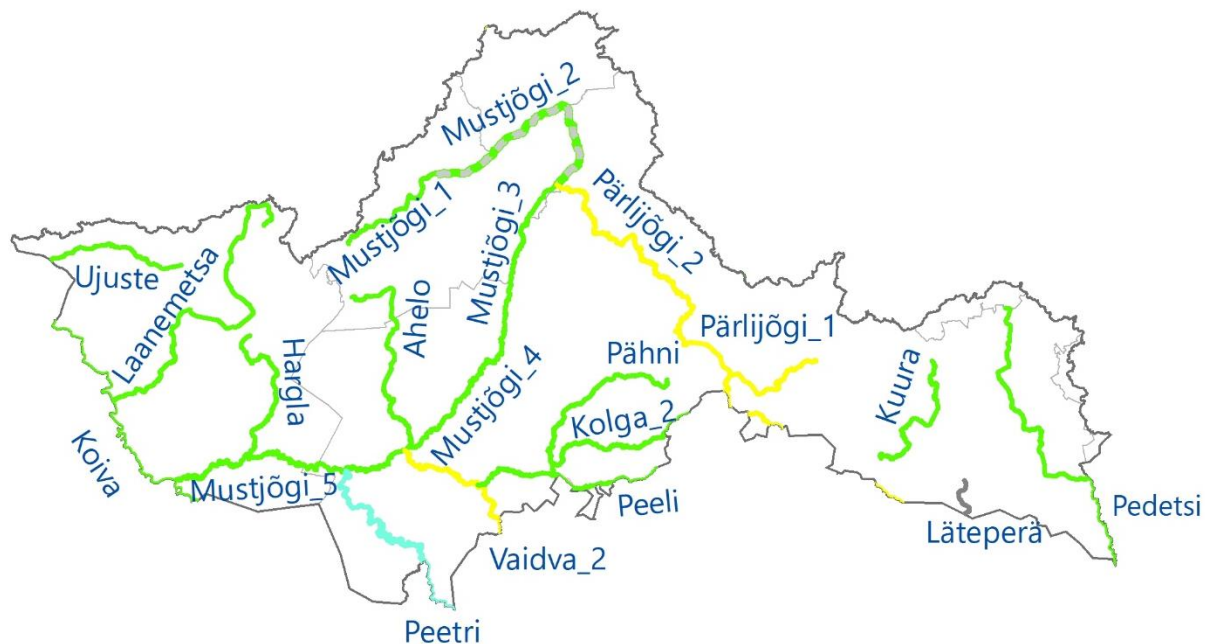 Mustjõgi_2
Mustjõgi_1
Mustjõgi_3
Pärlijõgi_2
Ujuste
Laanemetsa
Ahelo
Pärlijõgi_1
Hargla
Mustjõgi_4
Pähni
Kuura
Kolga_2
Koiva
Mustjõgi_5
Peeli
Pedetsi
Läteperä
Vaidva_2
Peetri